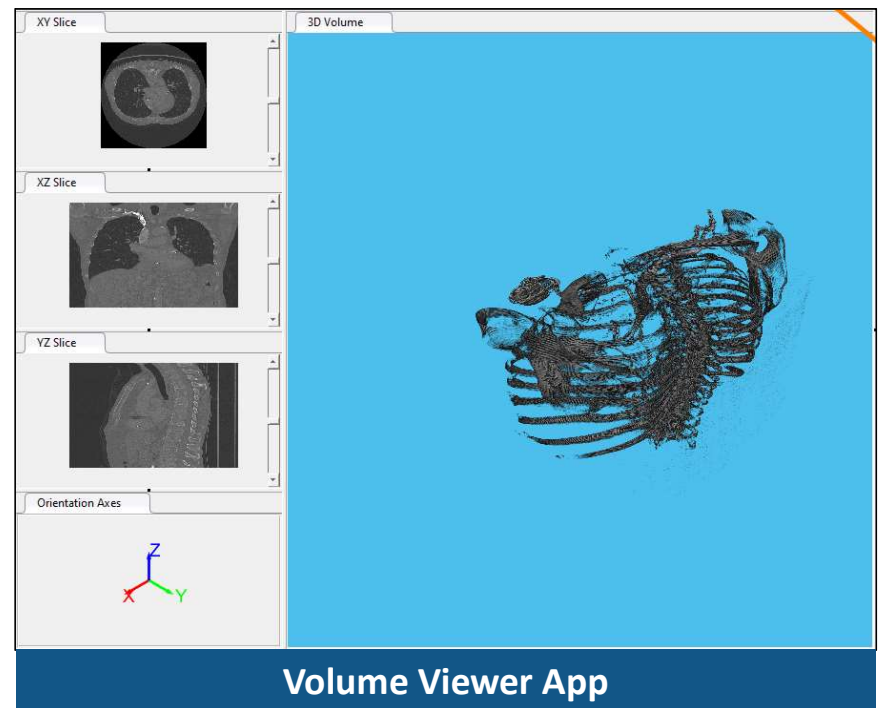 XY Slice
3D Volume
XZ Slice
YZ Slice
Orientation Axes
Z
X
Y
Volume Viewer App